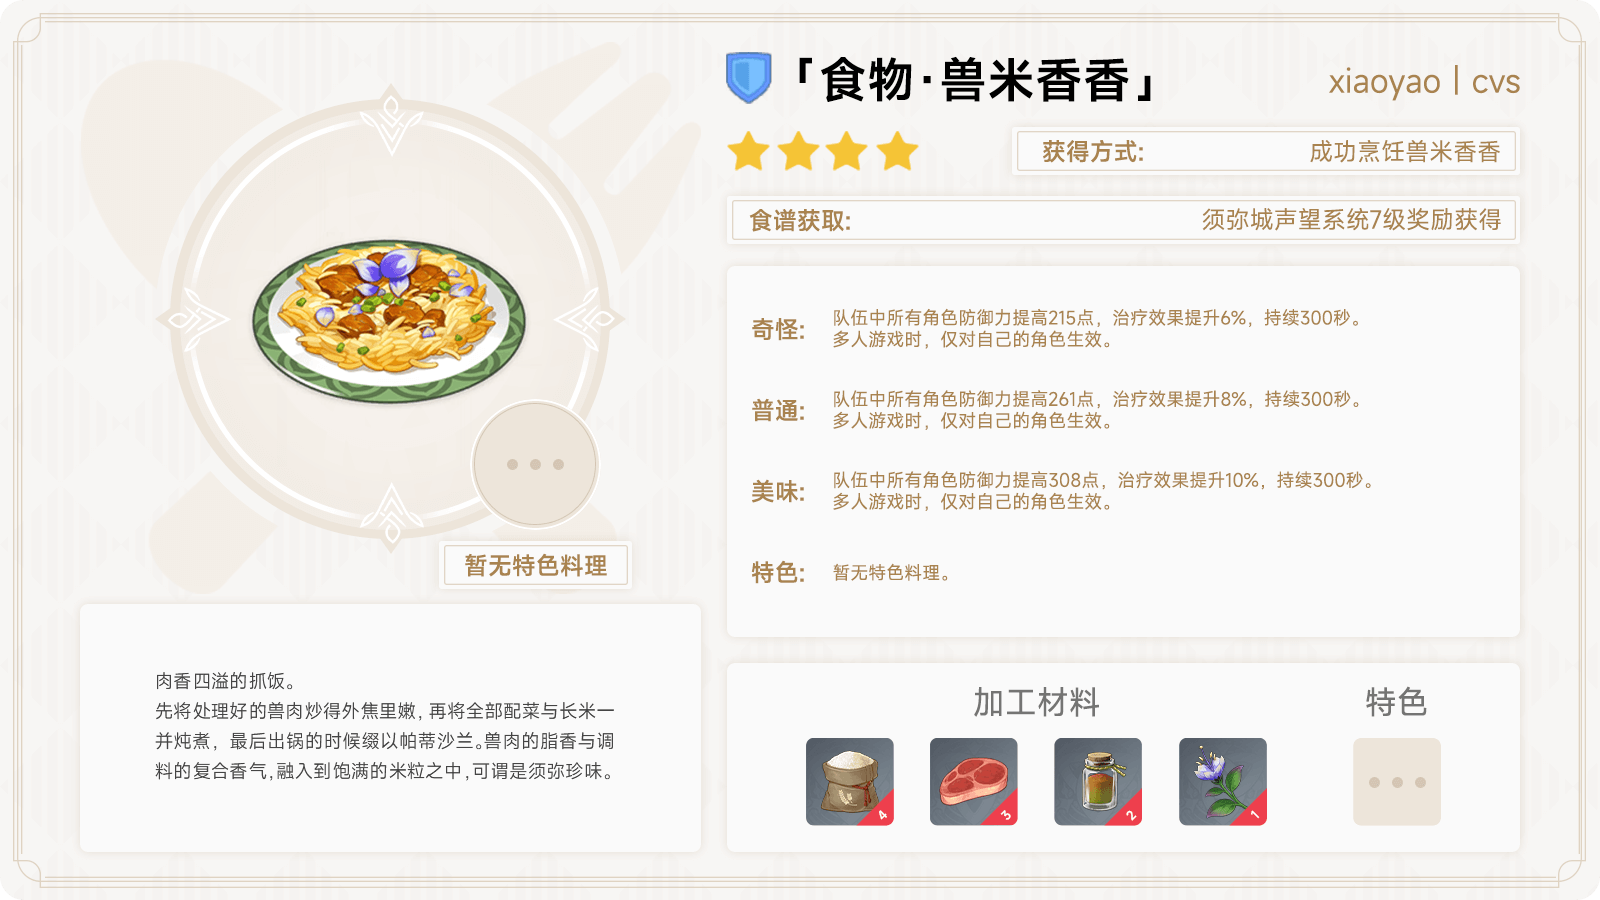 「食物·兽米香香」
xiaoyao | cvs
获得方式: 成功烹饪兽米香香
食谱获取: 须弥城声望系统7级奖励获得
奇怪: 队伍中所有角色防御力提高215点，治疗效果提升6%，持续300秒。
多人游戏时，仅对自己的角色生效。
普通: 队伍中所有角色防御力提高261点，治疗效果提升8%，持续300秒。
多人游戏时，仅对自己的角色生效。
美味: 队伍中所有角色防御力提高308点，治疗效果提升10%，持续300秒。
多人游戏时，仅对自己的角色生效。
特色: 暂无特色料理。
暂无特色料理
肉香四溢的抓饭。
先将处理好的兽肉炒得外焦里嫩，再将全部配菜与长米一
并炖煮，最后出锅的时候缀以帕蒂沙兰。兽肉的脂香与调
料的复合香气，融入到饱满的米粒之中，可谓是须弥珍味。
加工材料 特色
4 3 2 1